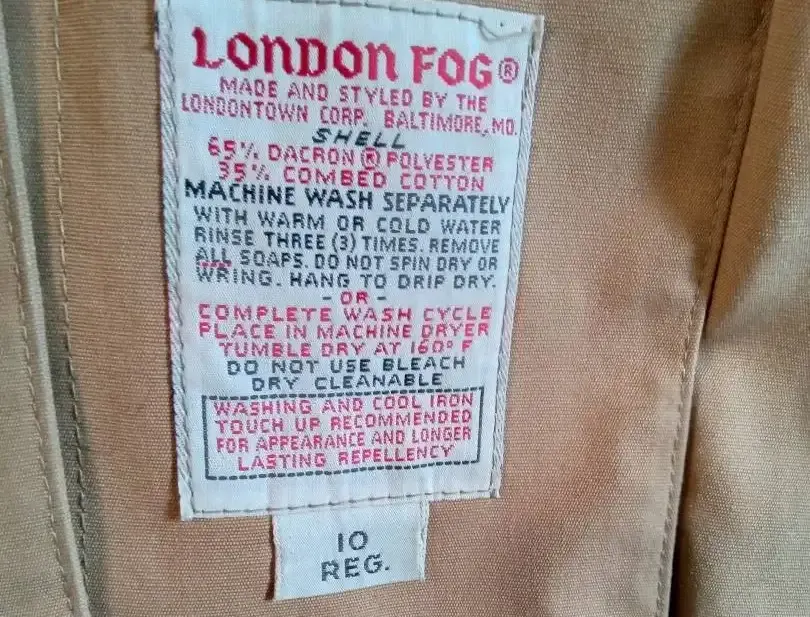 LONDON FOG®
MADE AND STYLED BY THE
LONDONTOWN CORP. BALTIMORE, MD.
SHELL
65% DACRON ® POLYESTER
35% COMBED COTTON
MACHINE WASH SEPARATELY
WITH WARM OR COLD WATER
RINSE THREE (3) TIMES. REMOVE
ALL SOAPS. DO NOT SPIN DRY OR
WRING. HANG TO DRIP DRY.
- OR -
COMPLETE WASH CYCLE
PLACE IN MACHINE DRYER
TUMBLE DRY AT 160° F
DO NOT USE BLEACH
DRY CLEANABLE
WASHING AND COOL IRON
TOUCH UP RECOMMENDED
FOR APPEARANCE AND LONGER
LASTING REPELLENCY
10
REG.